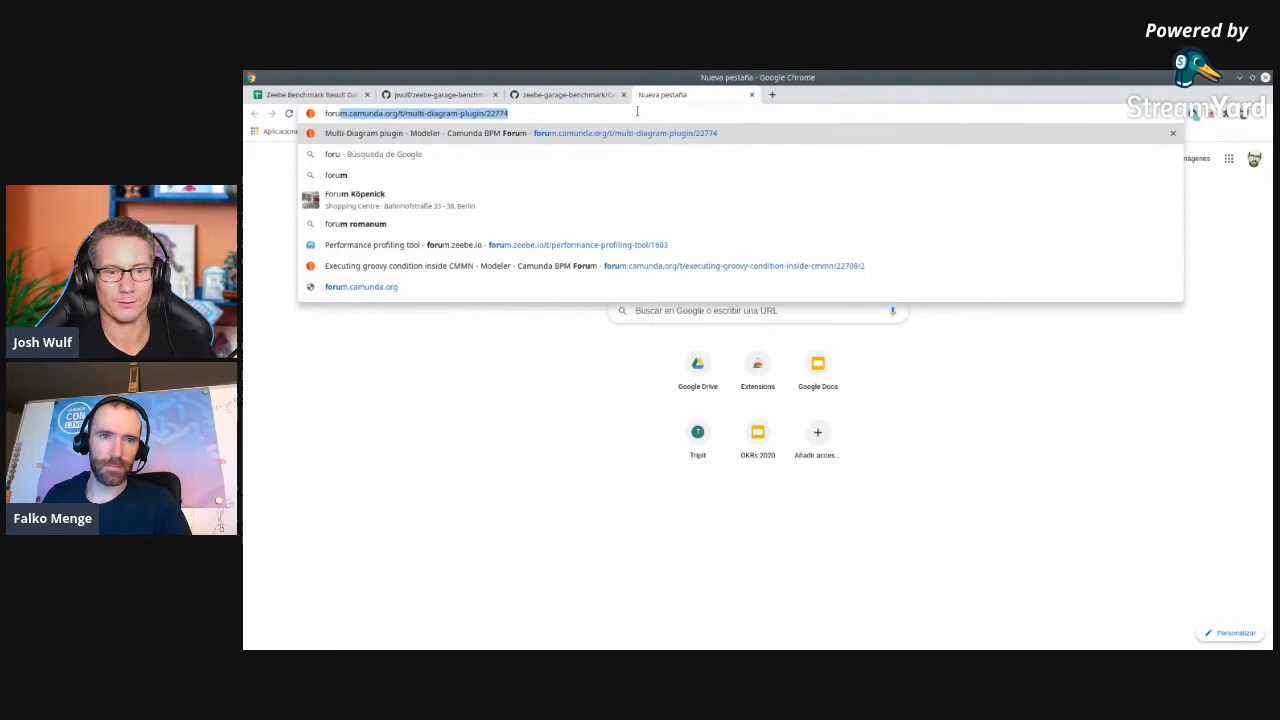 Powered by
StreamYard
Nueva pestaña - Google Chrome
Zeebe Benchmark Result Da
jwulf/zeebe-garage-benchm
zeebe-garage-benchmark/G
Nueva pestaña
forum.camunda.org/t/multi-diagram-plugin/22774
Aplicacione
Multi-Diagram plugin - Modeler - Camunda BPM Forum - forum.camunda.org/t/multi-diagram-plugin/22774
foru - Búsqueda de Google
forum
Forum Köpenick
Shopping Centre · Bahnhofstraße 33 - 38, Berlin
forum romanum
Performance profiling tool - forum.zeebe.io - forum.zeebe.io/t/performance-profiling-tool/1603
Executing groovy condition inside CMMN - Modeler - Camunda BPM Forum - forum.camunda.org/t/executing-groovy-condition-inside-cmmn/22708/2
forum.camunda.org
mágenes
Buscar en Google o escribir una URL
Google Drive
Extensions
Google Docs
T
Tripit
OKRs 2020
Añadir acces...
Personalizar
Josh Wulf
CAMUNDA
CON
LIVE
Falko Menge